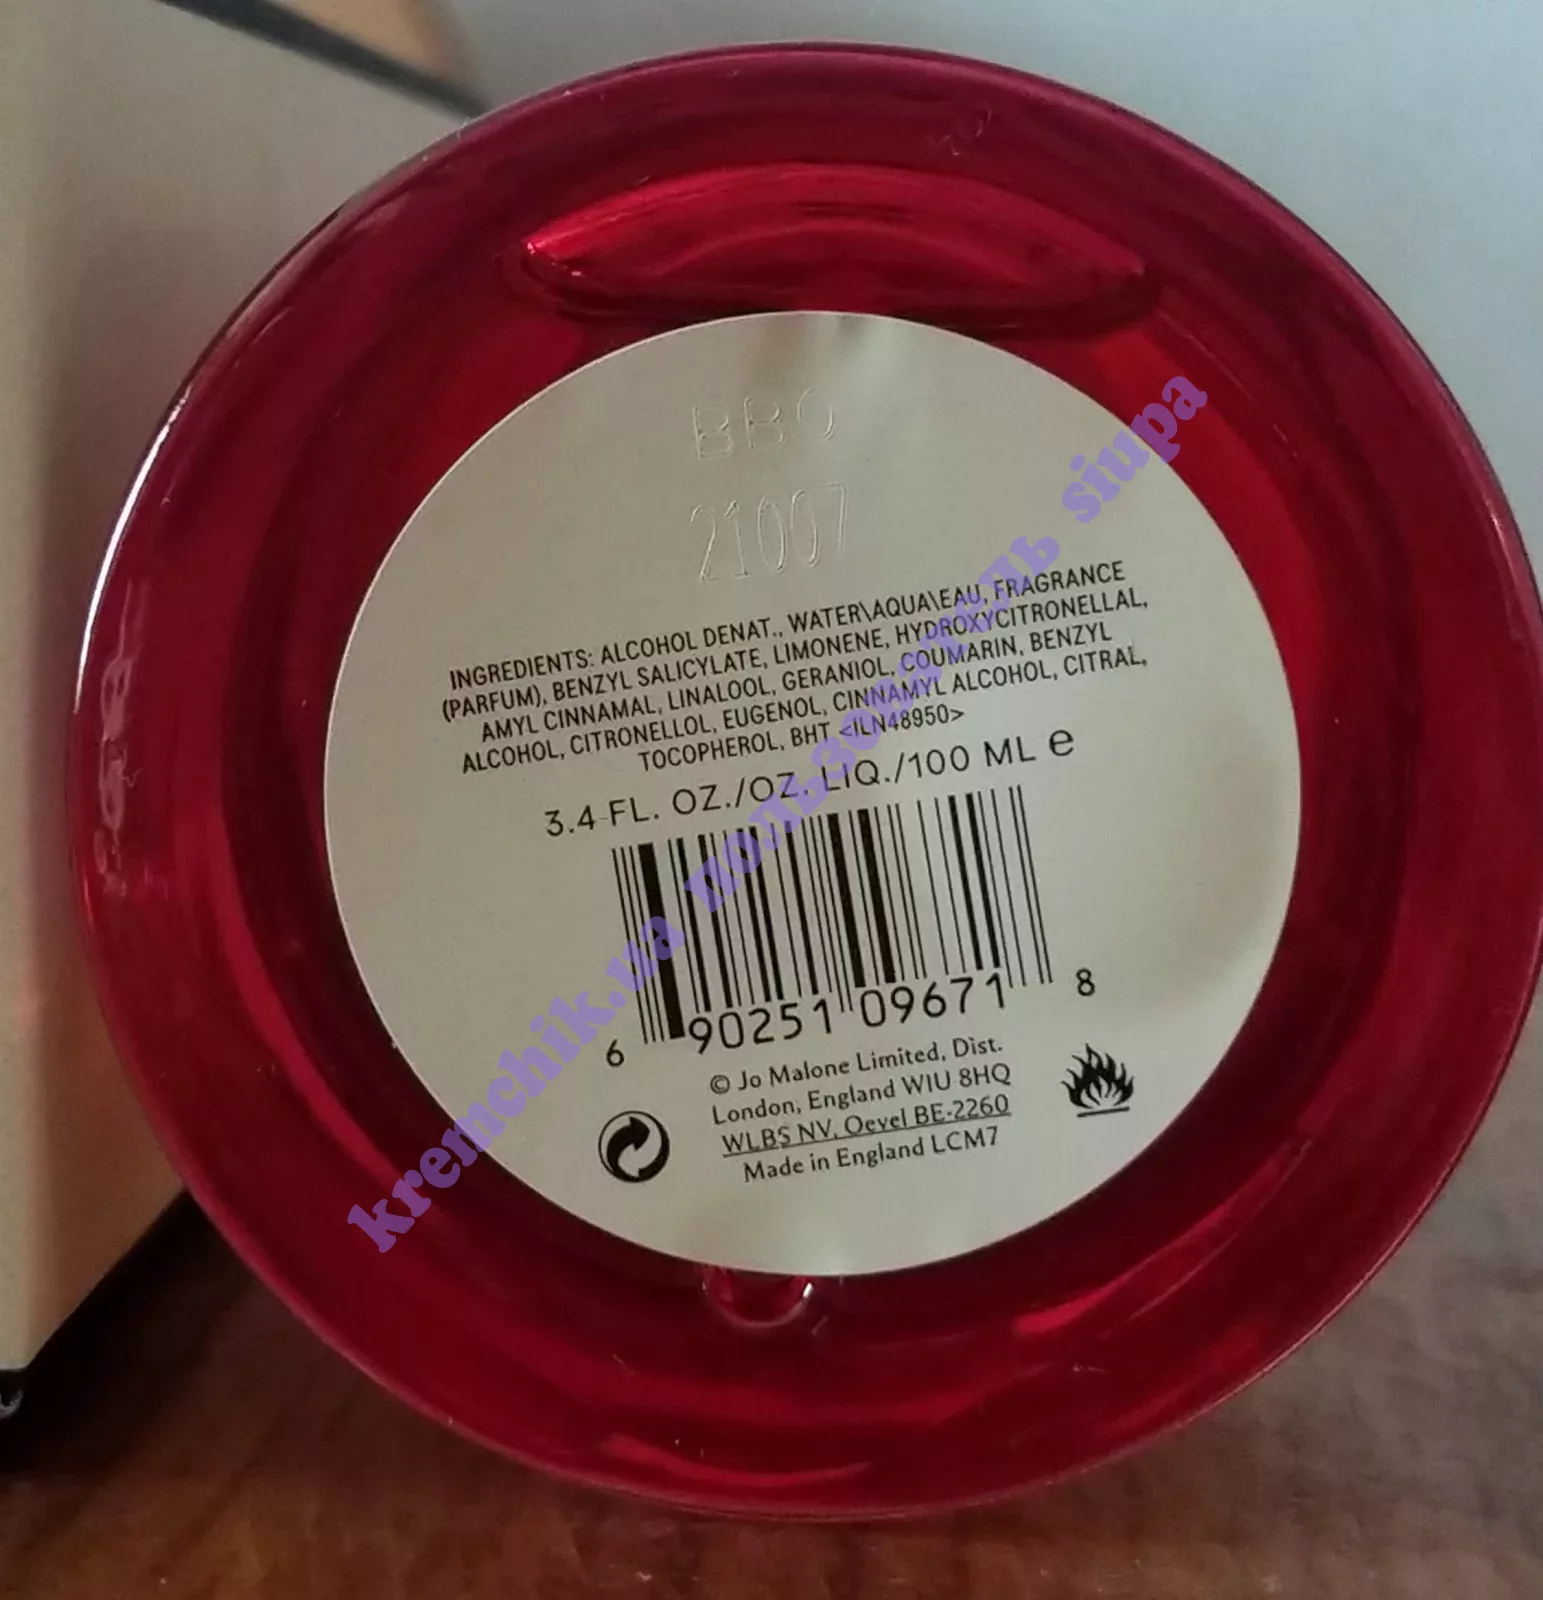 BBO
21007
INGREDIENTS: ALCOHOL DENAT., WATER\AQUA\EAU, FRAGRANCE
(PARFUM), BENZYL SALICYLATE, LIMONENE, HYDROXYCITRONELLAL,
AMYL CINNAMAL, LINALOOL, GERANIOL, COUMARIN, BENZYL
ALCOHOL, CITRONELLOL, EUGENOL, CINNAMYL ALCOHOL, CITRAL,
TOCOPHEROL, BHT <ILN48950>
3.4 FL. OZ./OZ. LIQ./100 ML e
6 90251 09671 8
© Jo Malone Limited, Dist.
London, England W1U 8HQ
WLBS NV, Oevel BE-2260
Made in England LCM7
kremchik.ua пользователь siupa